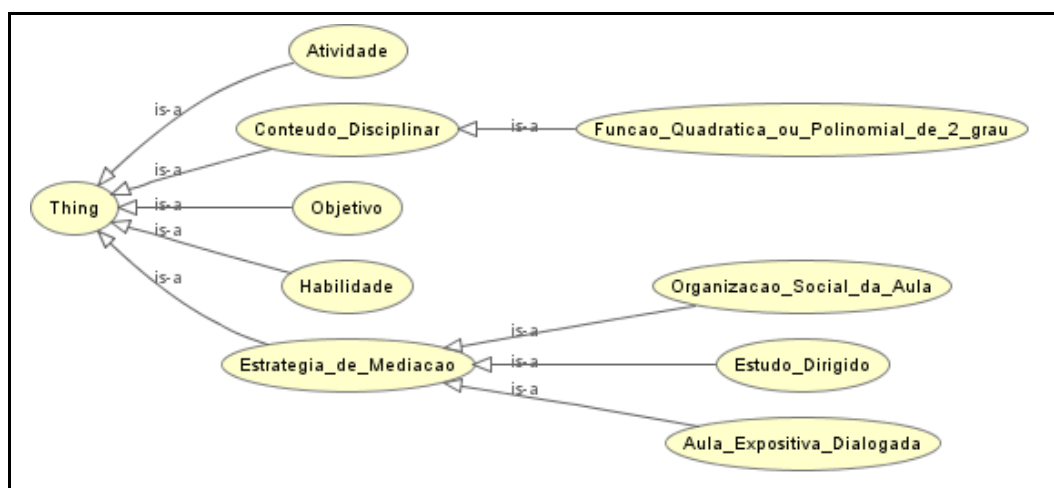 Atividade
is-a
Conteudo_Disciplinar
is-a
Funcao_Quadratica_ou_Polinomial_de_2_grau
is-a
Thing
is-a
Objetivo
is-a
Habilidade
is-a
Organizacao_Social_da_Aula
is-a
Estrategia_de_Mediacao
is-a
Estudo_Dirigido
is-a
Aula_Expositiva_Dialogada